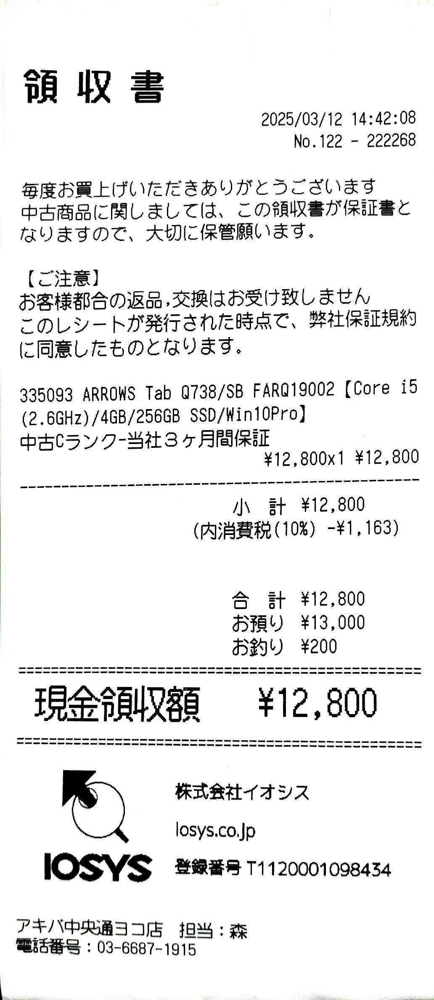 領収書
2025/03/12 14:42:08
No.122 - 222268
毎度お買上げいただきありがとうございます
中古商品に関しましては、この領収書が保証書と
なりますので、大切に保管願います。
【ご注意】
お客様都合の返品,交換はお受け致しません
このレシートが発行された時点で、弊社保証規約
に同意したものとなります。
335093 ARROWS Tab Q738/SB FARQ19002【Core i5
(2.6GHz)/4GB/256GB SSD/Win10Pro】
中古Cランク-当社３ヶ月間保証
¥12,800x1 ¥12,800
小　計 ¥12,800
(内消費税(10%) -¥1,163)
合　計 ¥12,800
お預り ¥13,000
お釣り ¥200
現金領収額 ¥12,800
株式会社イオシス
Iosys.co.jp
IOSYS
登録番号 T1120001098434
アキバ中央通ヨコ店　担当：森
電話番号：03-6687-1915